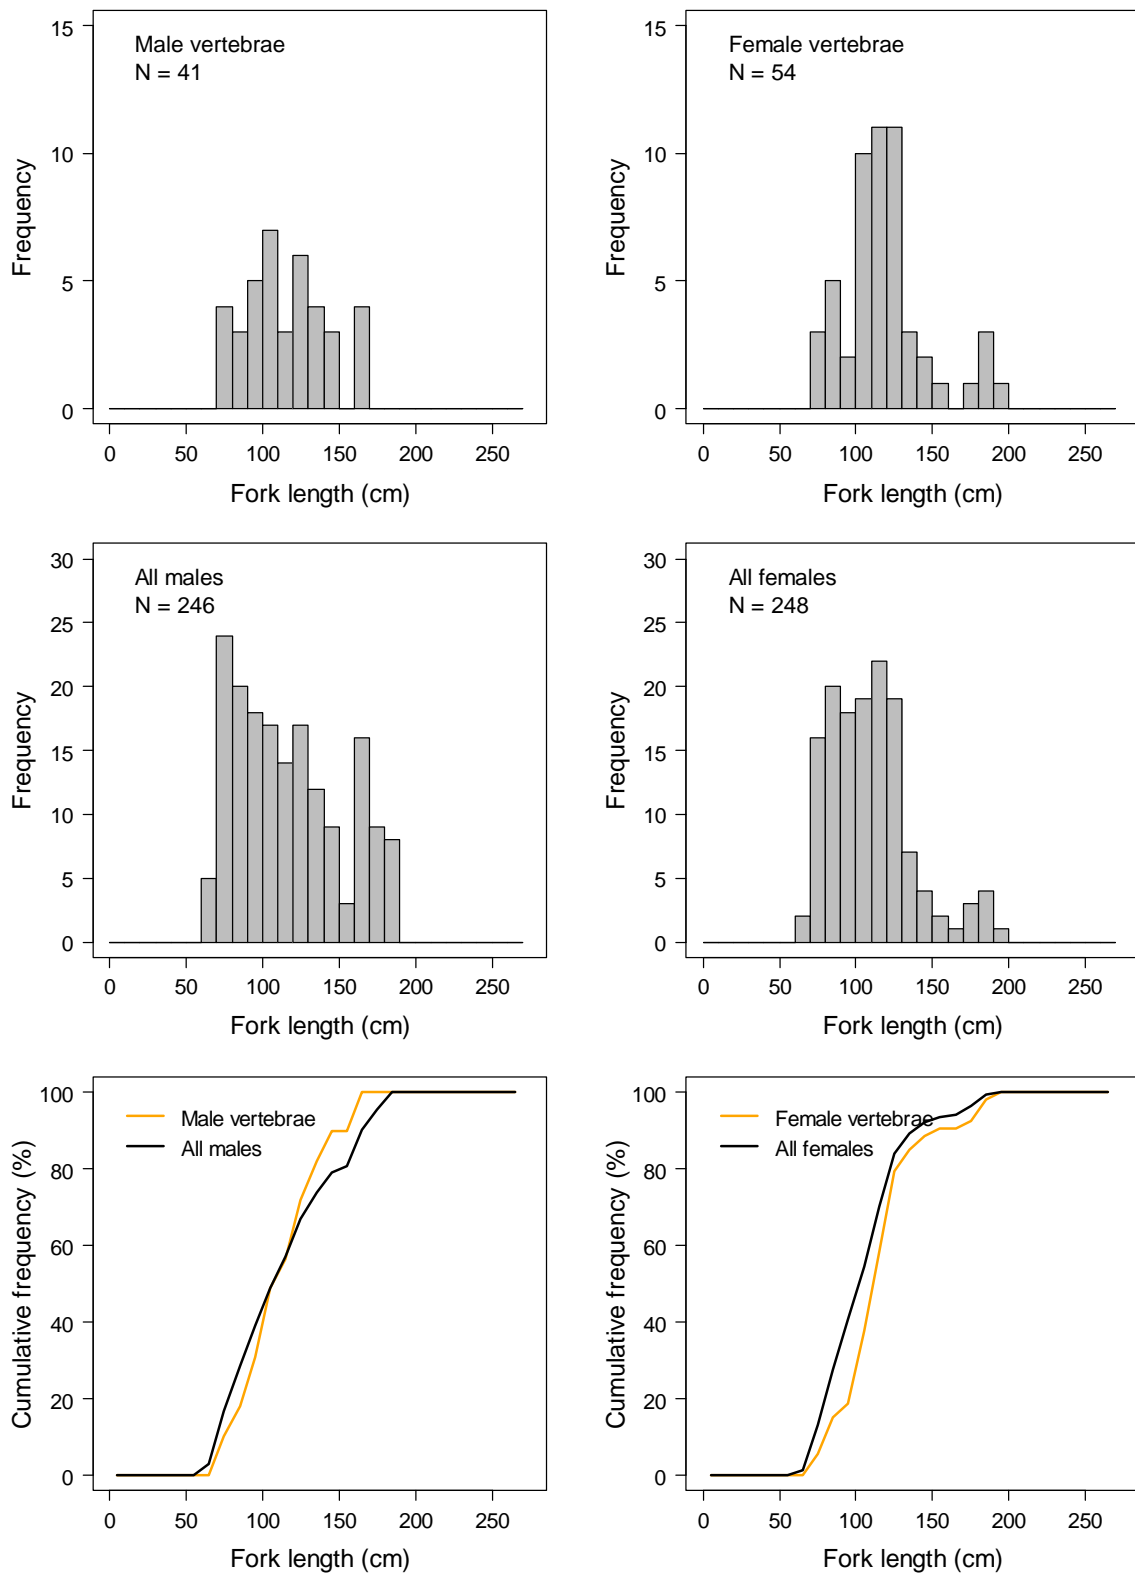 Male vertebrae
N = 41
15
10
5
0
Frequency
0 50 100 150 200 250
Fork length (cm)
Female vertebrae
N = 54
15
10
5
0
Frequency
0 50 100 150 200 250
Fork length (cm)
All males
N = 246
30
25
20
15
10
5
0
Frequency
0 50 100 150 200 250
Fork length (cm)
All females
N = 248
30
25
20
15
10
5
0
Frequency
0 50 100 150 200 250
Fork length (cm)
Male vertebrae
All males
100
80
60
40
20
0
Cumulative frequency (%)
0 50 100 150 200 250
Fork length (cm)
Female vertebrae
All females
100
80
60
40
20
0
Cumulative frequency (%)
0 50 100 150 200 250
Fork length (cm)